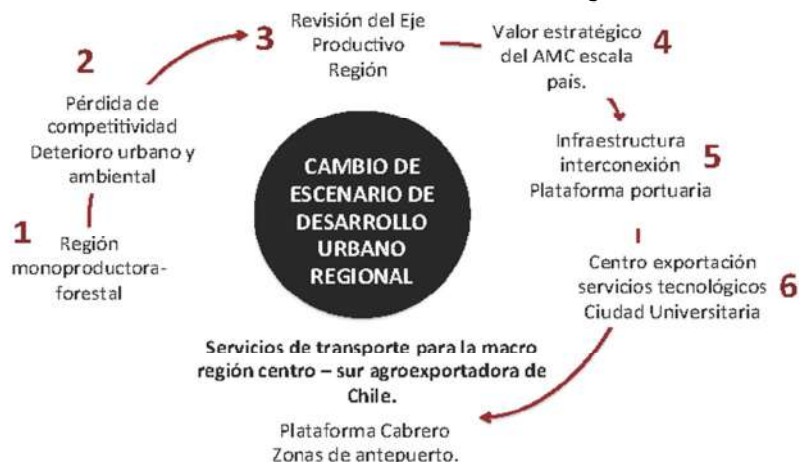 1
Región
monoproductora-
forestal
2
Pérdida de
competitividad
Deterioro urbano y
ambiental
3
Revisión del Eje
Productivo
Región
Valor estratégico
del AMC escala
país.
4
Infraestructura
interconexión
Plataforma portuaria
5
Centro exportación
servicios tecnológicos
Ciudad Universitaria
6
CAMBIO DE
ESCENARIO DE
DESARROLLO
URBANO
REGIONAL
Servicios de transporte para la macro
región centro – sur agroexportadora de
Chile.
Plataforma Cabrero
Zonas de antepuerto.